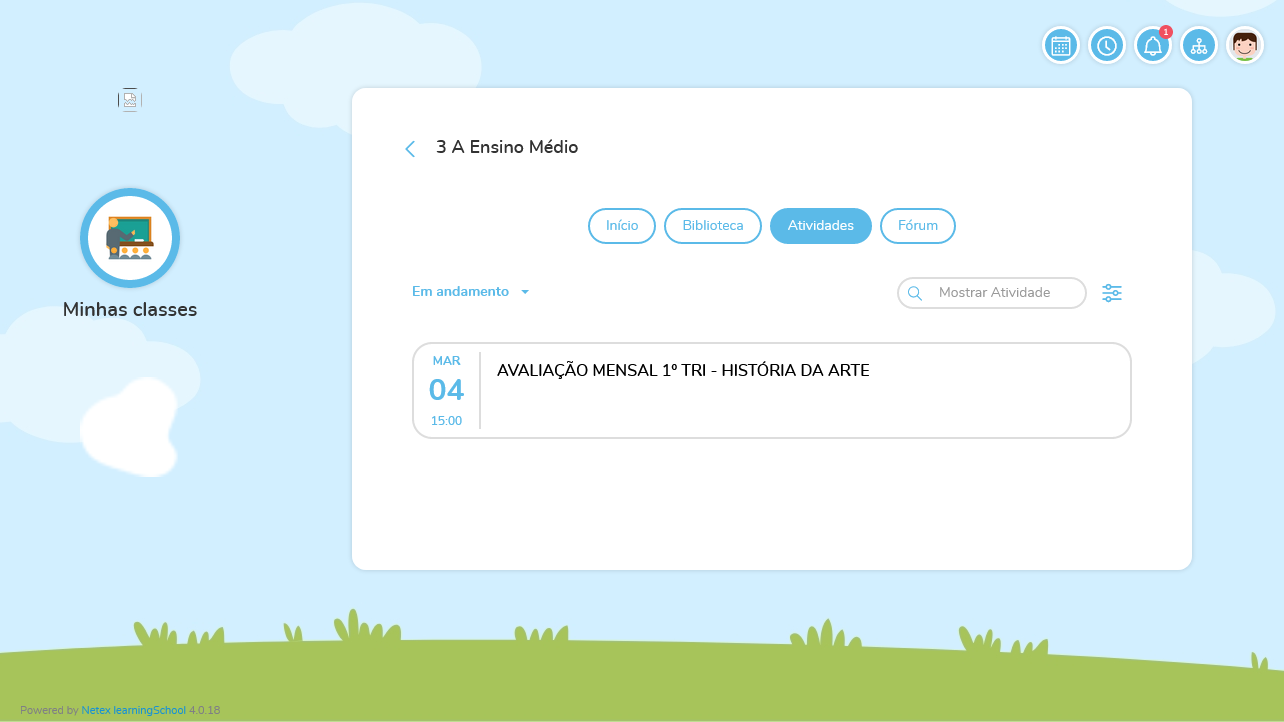 1
3 A Ensino Médio
Início
Biblioteca
Atividades
Fórum
Em andamento
Mostrar Atividade
Minhas classes
MAR
04
15:00
AVALIAÇÃO MENSAL 1º TRI - HISTÓRIA DA ARTE
Powered by Netex learningSchool 4.0.18